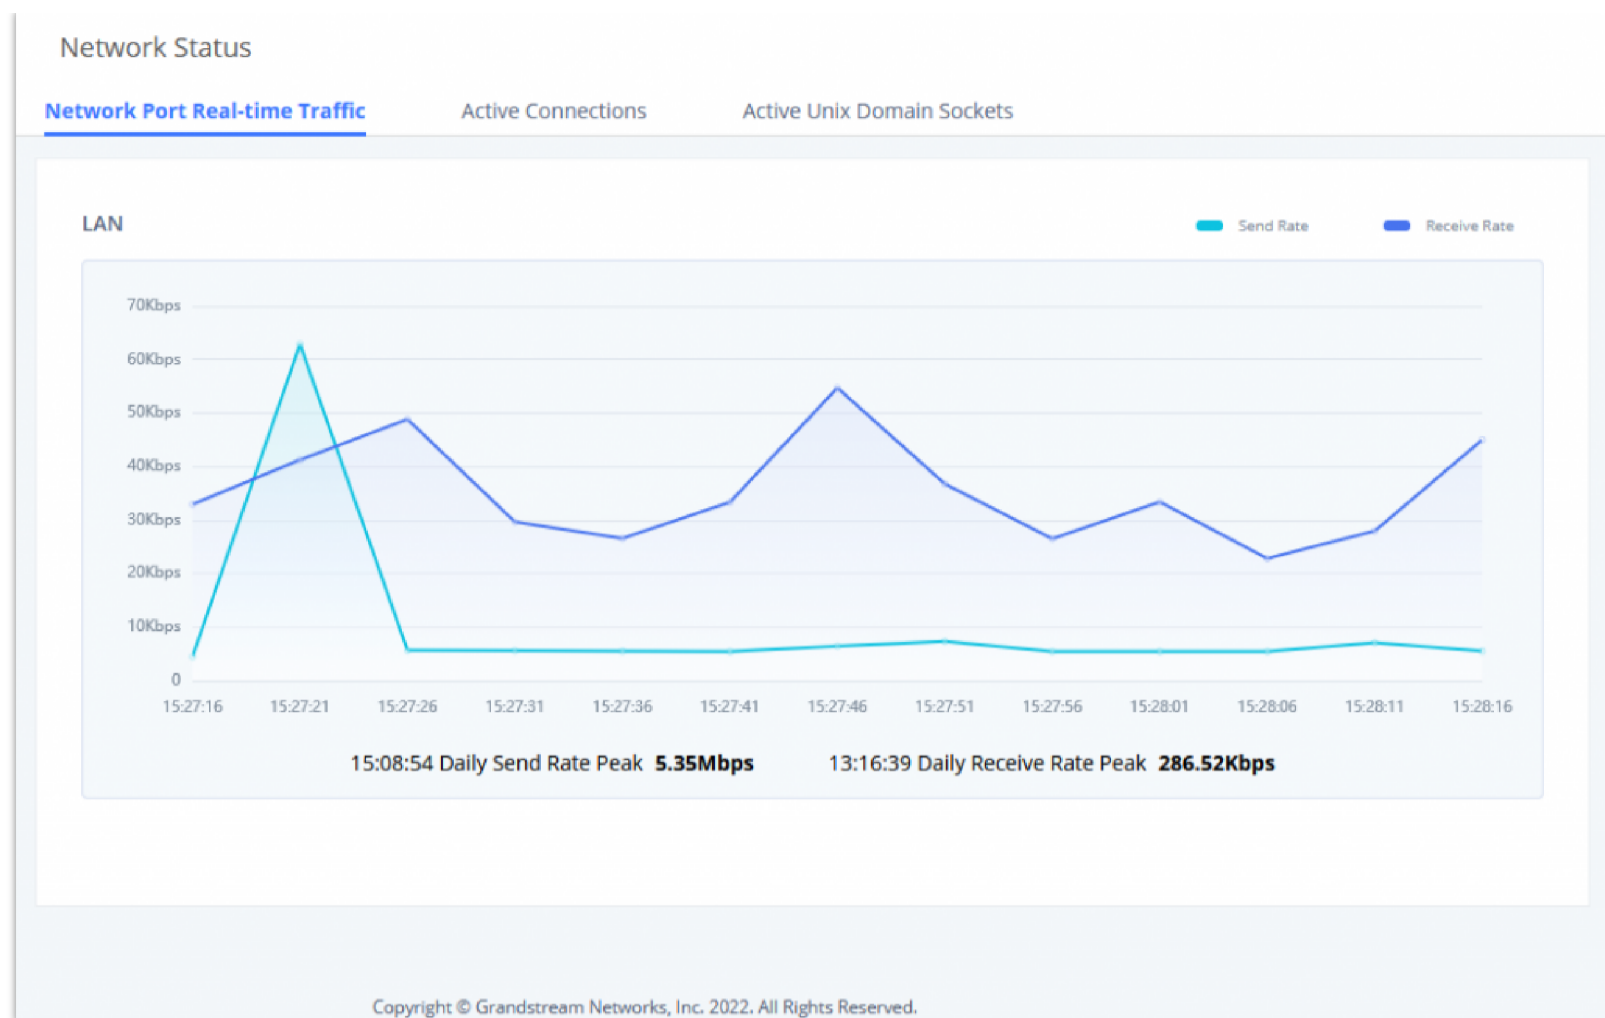 Network Status
Network Port Real-time Traffic Active Connections Active Unix Domain Sockets
LAN Send Rate Receive Rate
70Kbps
60Kbps
50Kbps
40Kbps
30Kbps
20Kbps
10Kbps
0
15:27:16 15:27:21 15:27:26 15:27:31 15:27:36 15:27:41 15:27:46 15:27:51 15:27:56 15:28:01 15:28:06 15:28:11 15:28:16
15:08:54 Daily Send Rate Peak 5.35Mbps 13:16:39 Daily Receive Rate Peak 286.52Kbps
Copyright © Grandstream Networks, Inc. 2022. All Rights Reserved.